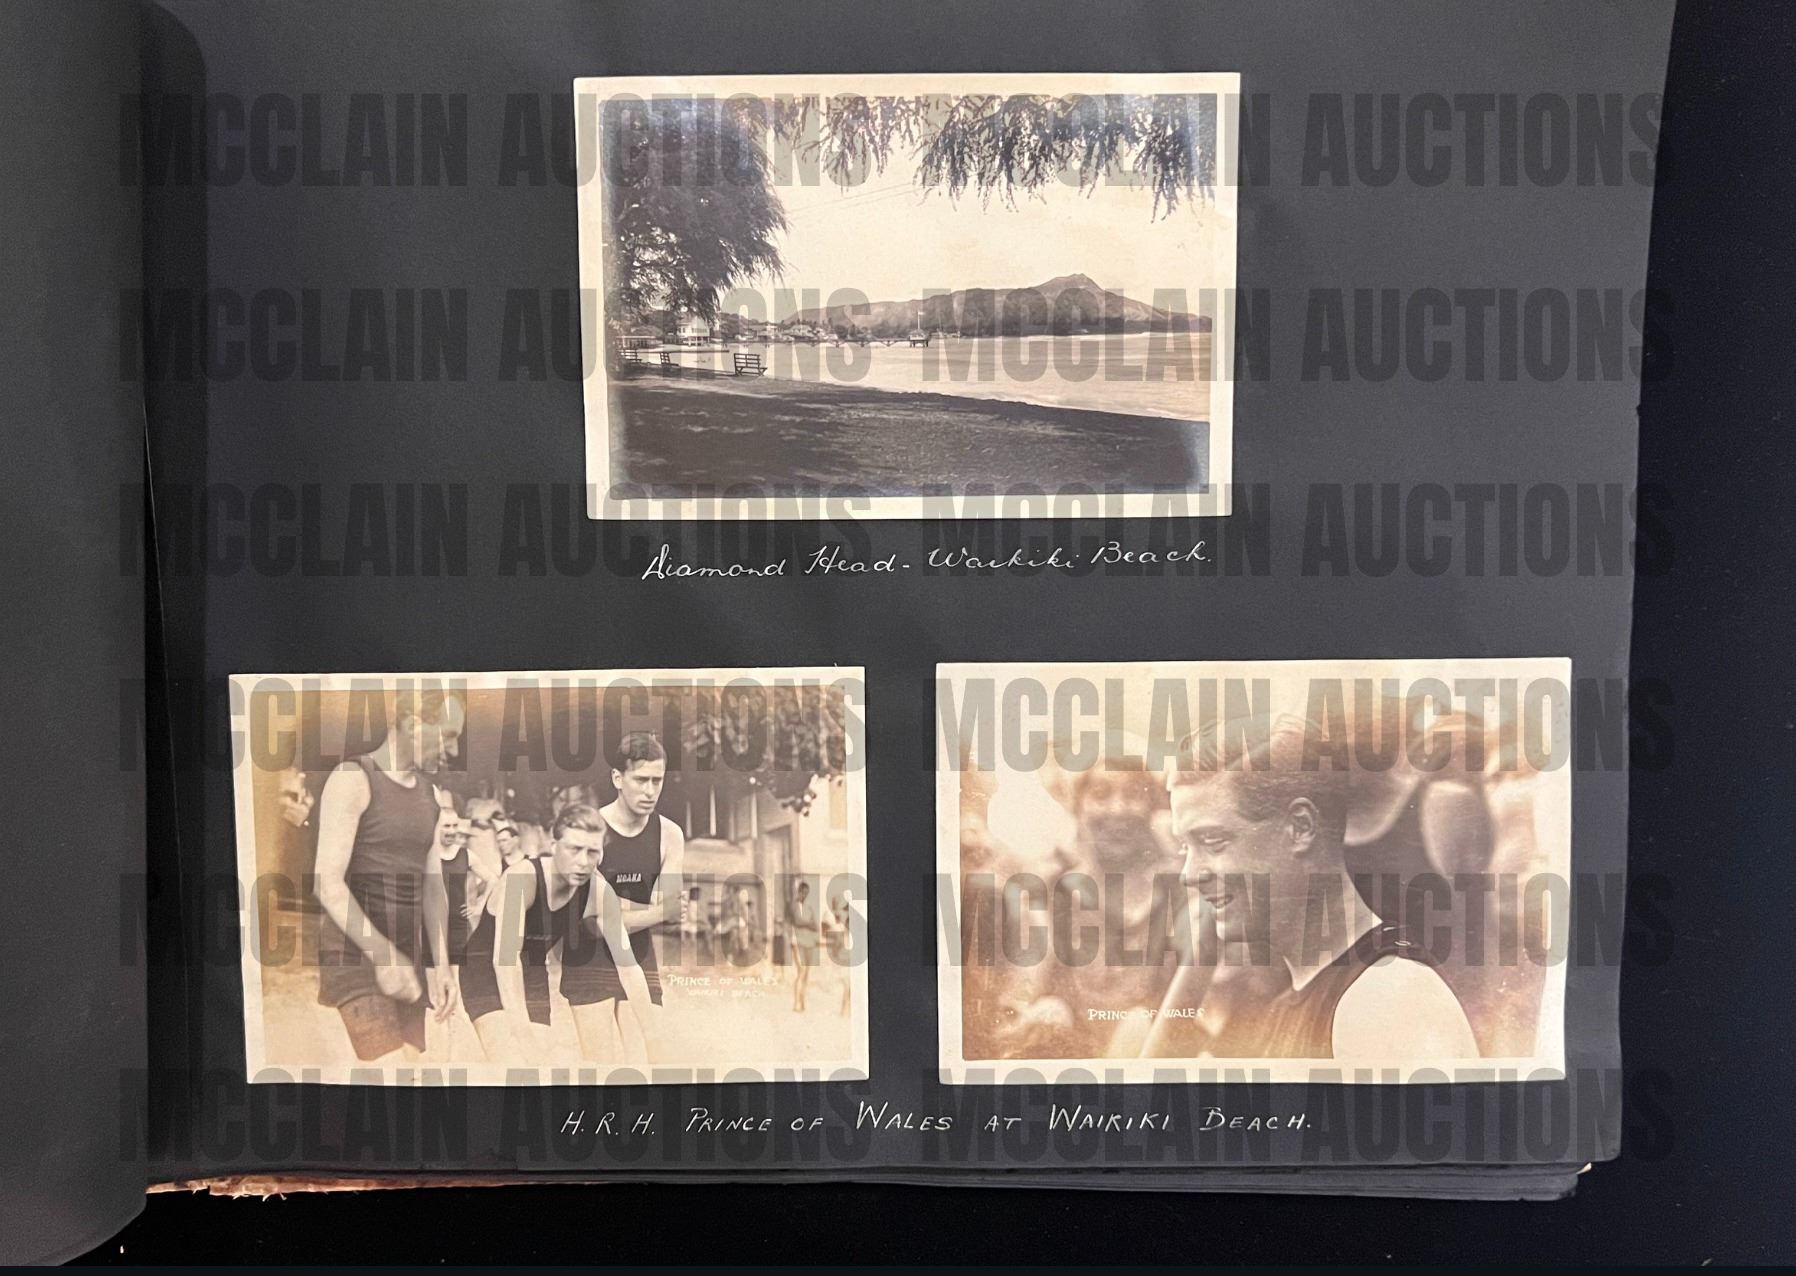 MCCLAIN AUCTIONS MCCLAIN AUCTIONS
MCCLAIN AUCTIONS MCCLAIN AUCTIONS
MCCLAIN AUCTIONS MCCLAIN AUCTIONS
Diamond Head - Waikiki Beach.
MCCLAIN AUCTIONS MCCLAIN AUCTIONS
MOANA
MCCLAIN AUCTIONS MCCLAIN AUCTIONS
PRINCE OF WALES
WAIKIKI BEACH
PRINCE OF WALES
MCCLAIN AUCTIONS MCCLAIN AUCTIONS
H. R. H. PRINCE OF WALES AT WAIKIKI BEACH.